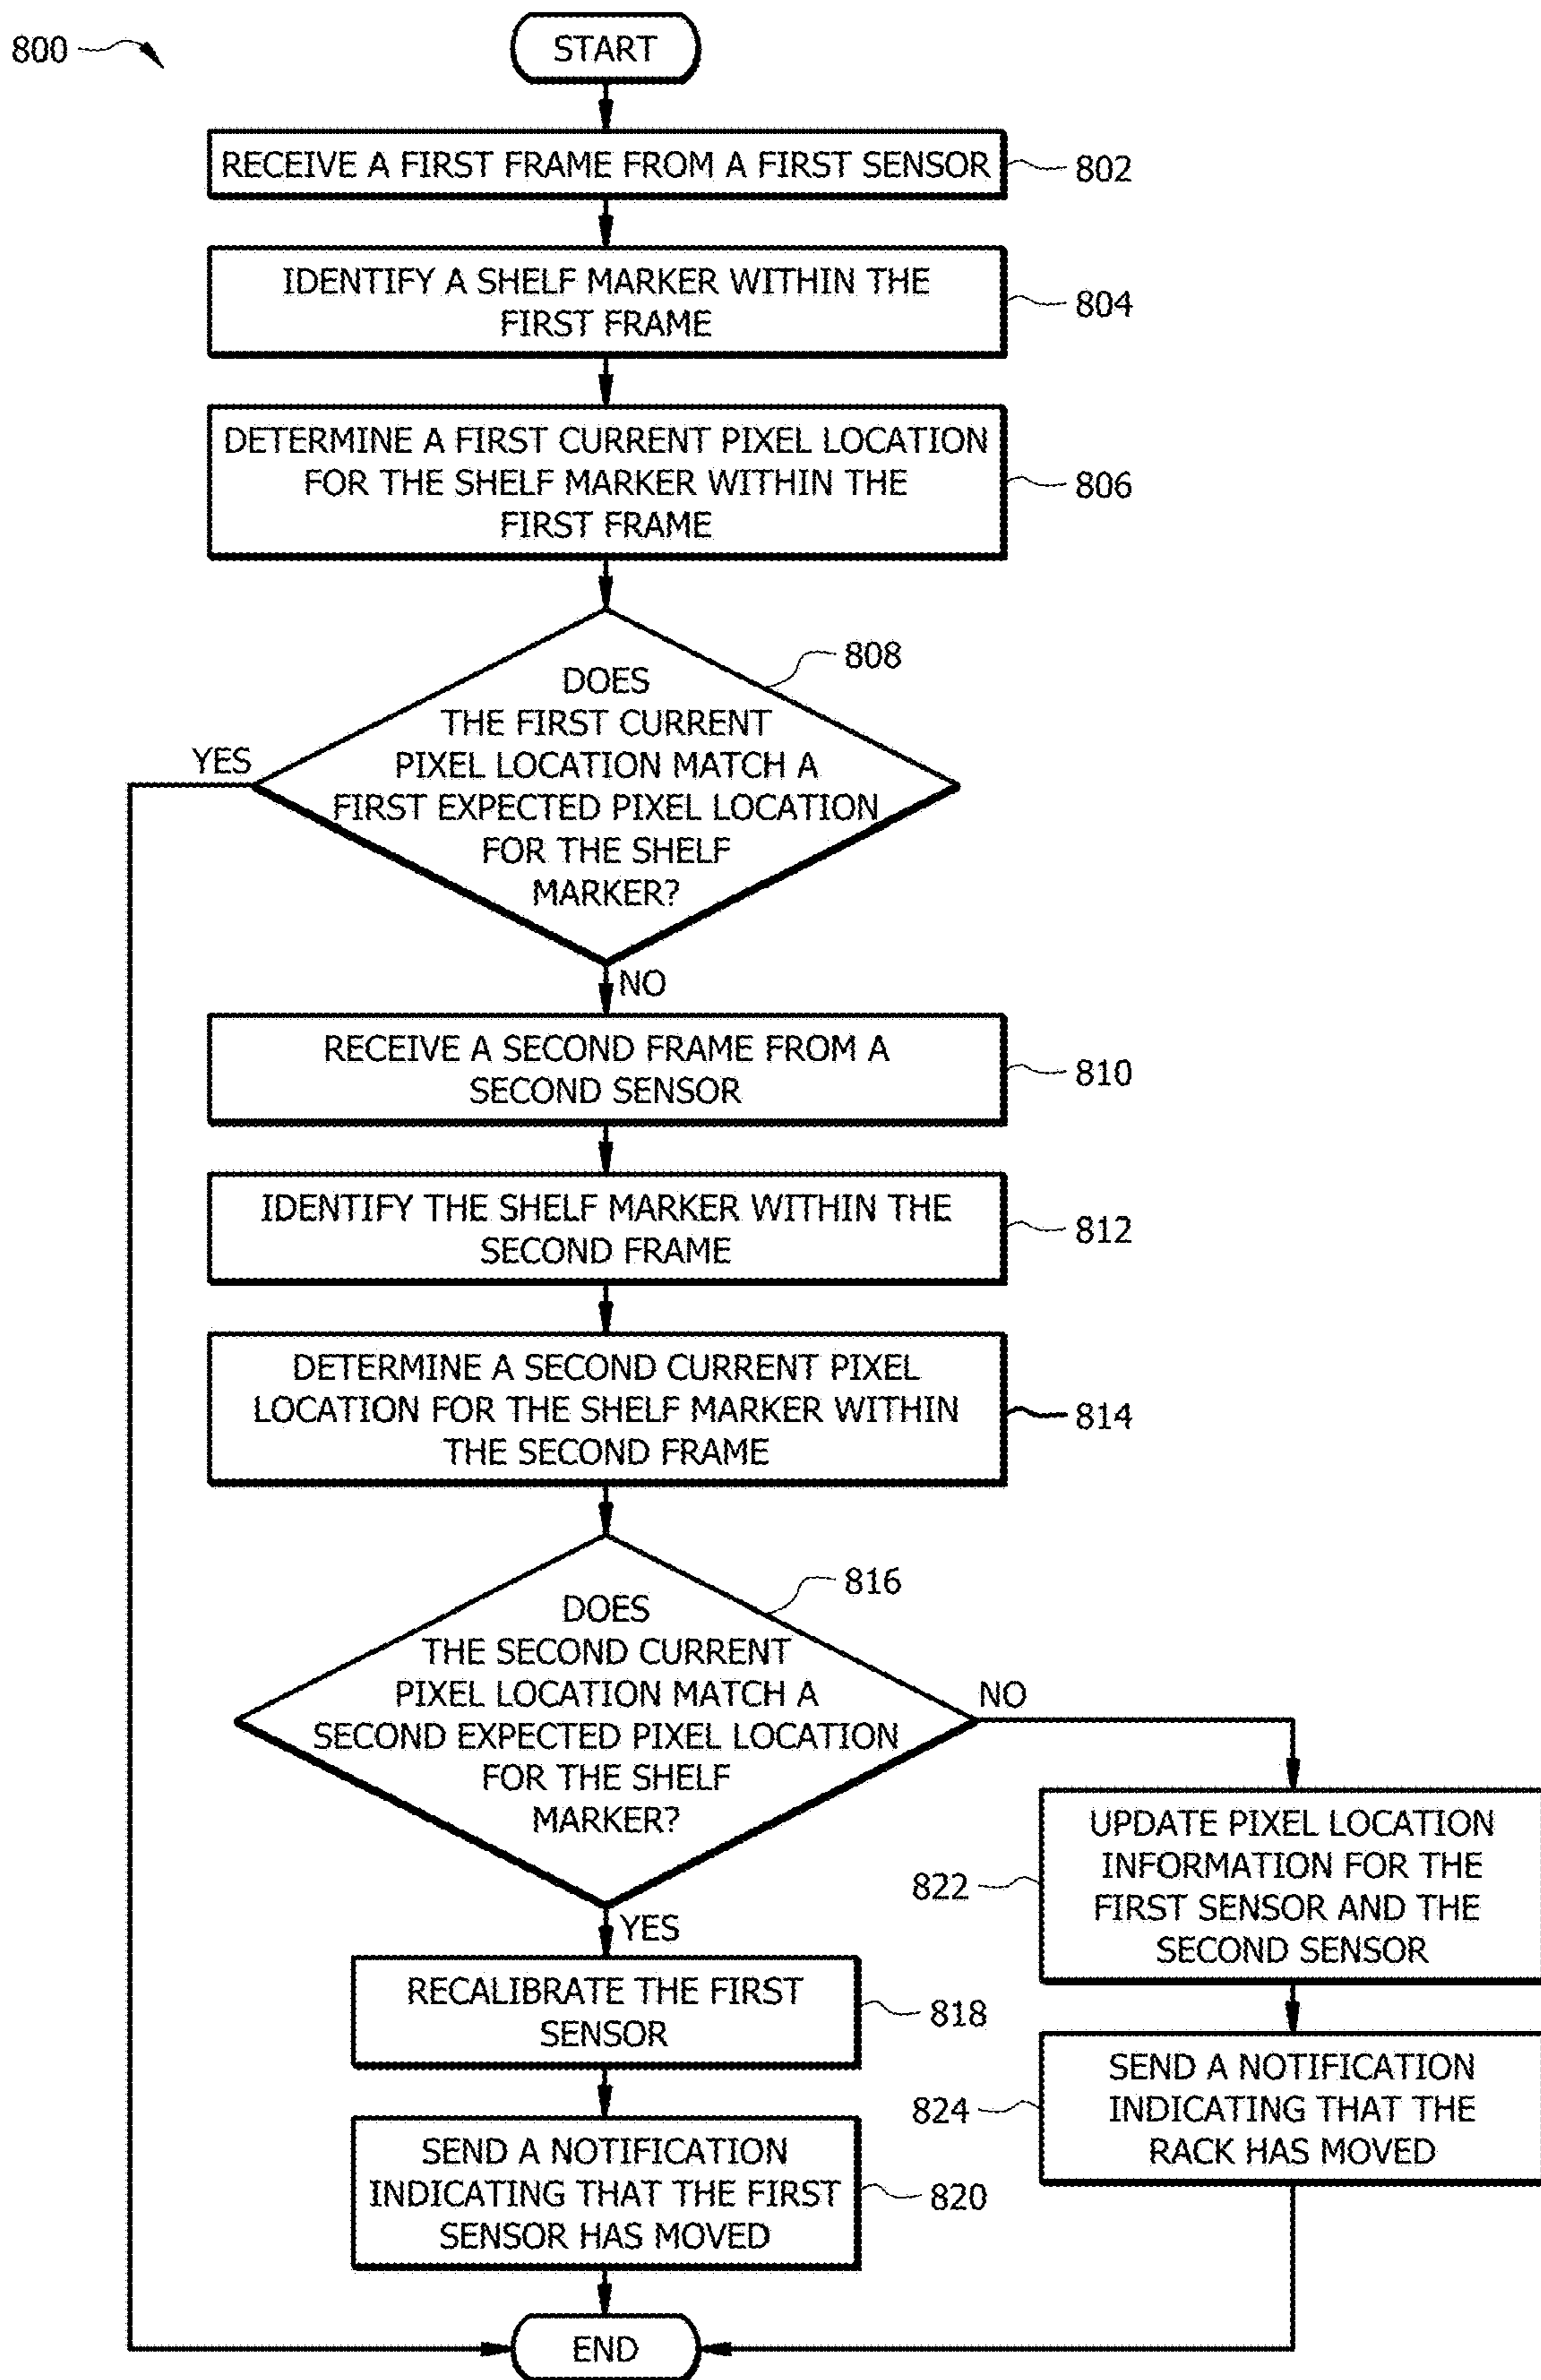 800
START
RECEIVE A FIRST FRAME FROM A FIRST SENSOR
802
IDENTIFY A SHELF MARKER WITHIN THE
FIRST FRAME
804
DETERMINE A FIRST CURRENT PIXEL LOCATION
FOR THE SHELF MARKER WITHIN THE
FIRST FRAME
806
808
DOES
THE FIRST CURRENT
PIXEL LOCATION MATCH A
FIRST EXPECTED PIXEL LOCATION
FOR THE SHELF
MARKER?
YES
NO
RECEIVE A SECOND FRAME FROM A
SECOND SENSOR
810
IDENTIFY THE SHELF MARKER WITHIN THE
SECOND FRAME
812
DETERMINE A SECOND CURRENT PIXEL
LOCATION FOR THE SHELF MARKER WITHIN
THE SECOND FRAME
814
816
DOES
THE SECOND CURRENT
PIXEL LOCATION MATCH A
SECOND EXPECTED PIXEL LOCATION
FOR THE SHELF
MARKER?
NO
YES
UPDATE PIXEL LOCATION
INFORMATION FOR THE
FIRST SENSOR AND THE
SECOND SENSOR
822
RECALIBRATE THE FIRST
SENSOR
818
SEND A NOTIFICATION
INDICATING THAT THE
RACK HAS MOVED
824
SEND A NOTIFICATION
INDICATING THAT THE FIRST
SENSOR HAS MOVED
820
END